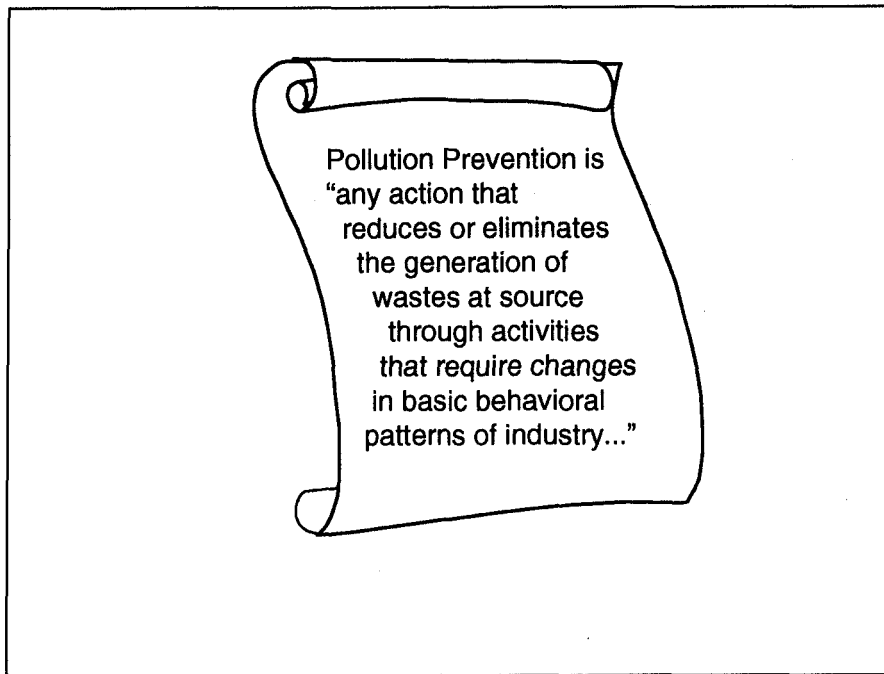 Pollution Prevention is
“any action that
reduces or eliminates
the generation of
wastes at source
through activities
that require changes
in basic behavioral
patterns of industry...”